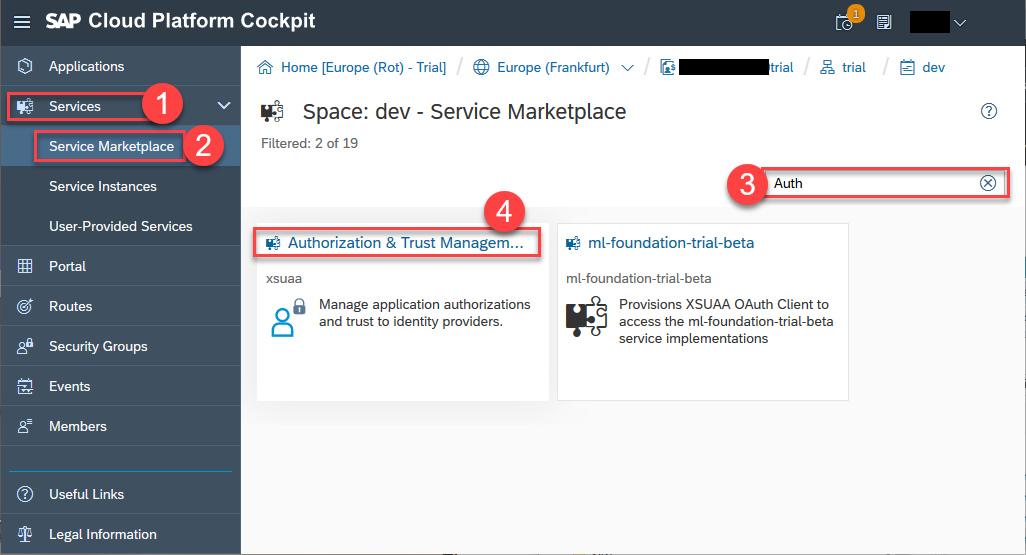 SAP Cloud Platform Cockpit
1
Applications
Services
1
Service Marketplace
2
Service Instances
User-Provided Services
Portal
Routes
Security Groups
Events
Members
Useful Links
Legal Information
Home [Europe (Rot) - Trial] / Europe (Frankfurt) / trial / trial / dev
Space: dev - Service Marketplace
Filtered: 2 of 19
3
Auth
4
Authorization & Trust Managem...
xsuaa
Manage application authorizations
and trust to identity providers.
ml-foundation-trial-beta
ml-foundation-trial-beta
Provisions XSUAA OAuth Client to
access the ml-foundation-trial-beta
service implementations